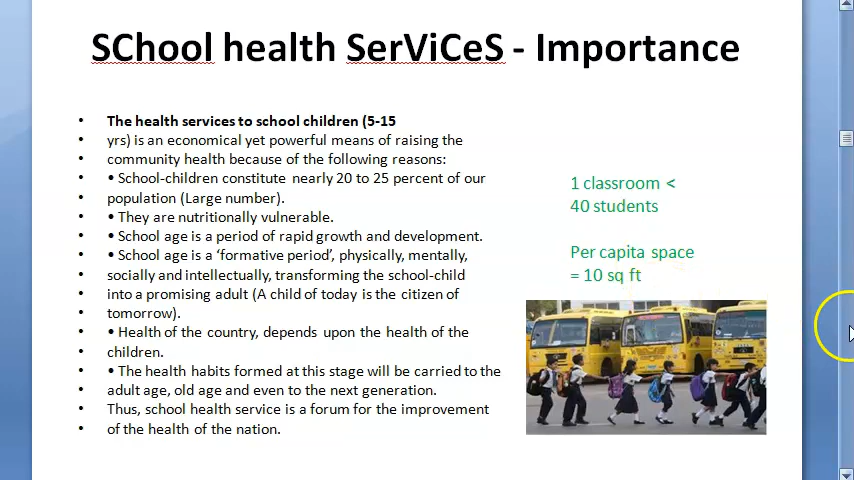 SChool health SerViCeS - Importance
• The health services to school children (5-15
• yrs) is an economical yet powerful means of raising the
• community health because of the following reasons:
• • School-children constitute nearly 20 to 25 percent of our
• population (Large number).
• • They are nutritionally vulnerable.
• • School age is a period of rapid growth and development.
• • School age is a ‘formative period’, physically, mentally,
• socially and intellectually, transforming the school-child
• into a promising adult (A child of today is the citizen of
• tomorrow).
• • Health of the country, depends upon the health of the
• children.
• • The health habits formed at this stage will be carried to the
• adult age, old age and even to the next generation.
• Thus, school health service is a forum for the improvement
• of the health of the nation.
1 classroom <
40 students
Per capita space
= 10 sq ft